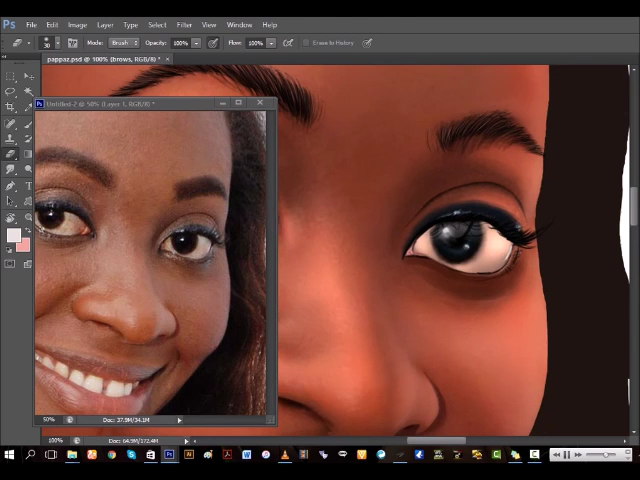 Ps File Edit Image Layer Type Select Filter View Window Help
30 Mode: Brush Opacity: 100% Flow: 100% Erase to History
pappaz.psd @ 100% (brows, RGB/8) * ×
Ps Untitled-2 @ 50% (Layer 1, RGB/8) *
50% Doc: 37.9M/34.1M
100% Doc: 64.9M/172.4M